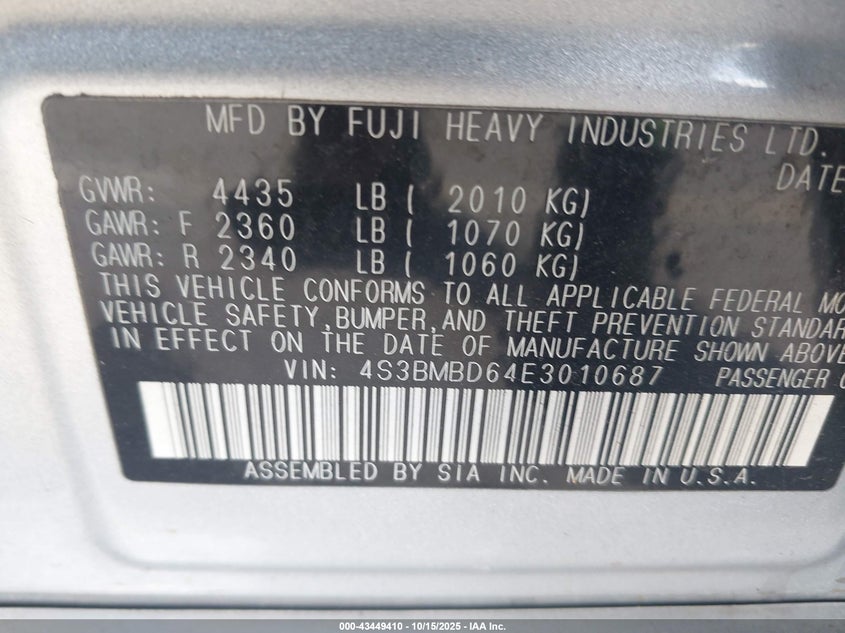 MFD BY FUJI HEAVY INDUSTRIES LTD.
DATE
GVWR: 4435 LB ( 2010 KG)
GAWR: F 2360 LB ( 1070 KG)
GAWR: R 2340 LB ( 1060 KG)
THIS VEHICLE CONFORMS TO ALL APPLICABLE FEDERAL MO
VEHICLE SAFETY,BUMPER,AND THEFT PREVENTION STANDAR
IN EFFECT ON THE DATE OF MANUFACTURE SHOWN ABOVE
VIN: 4S3BMBD64E3010687 PASSENGER C
ASSEMBLED BY SIA INC. MADE IN U.S.A.
000-43449410 - 10/15/2025 - IAA Inc.